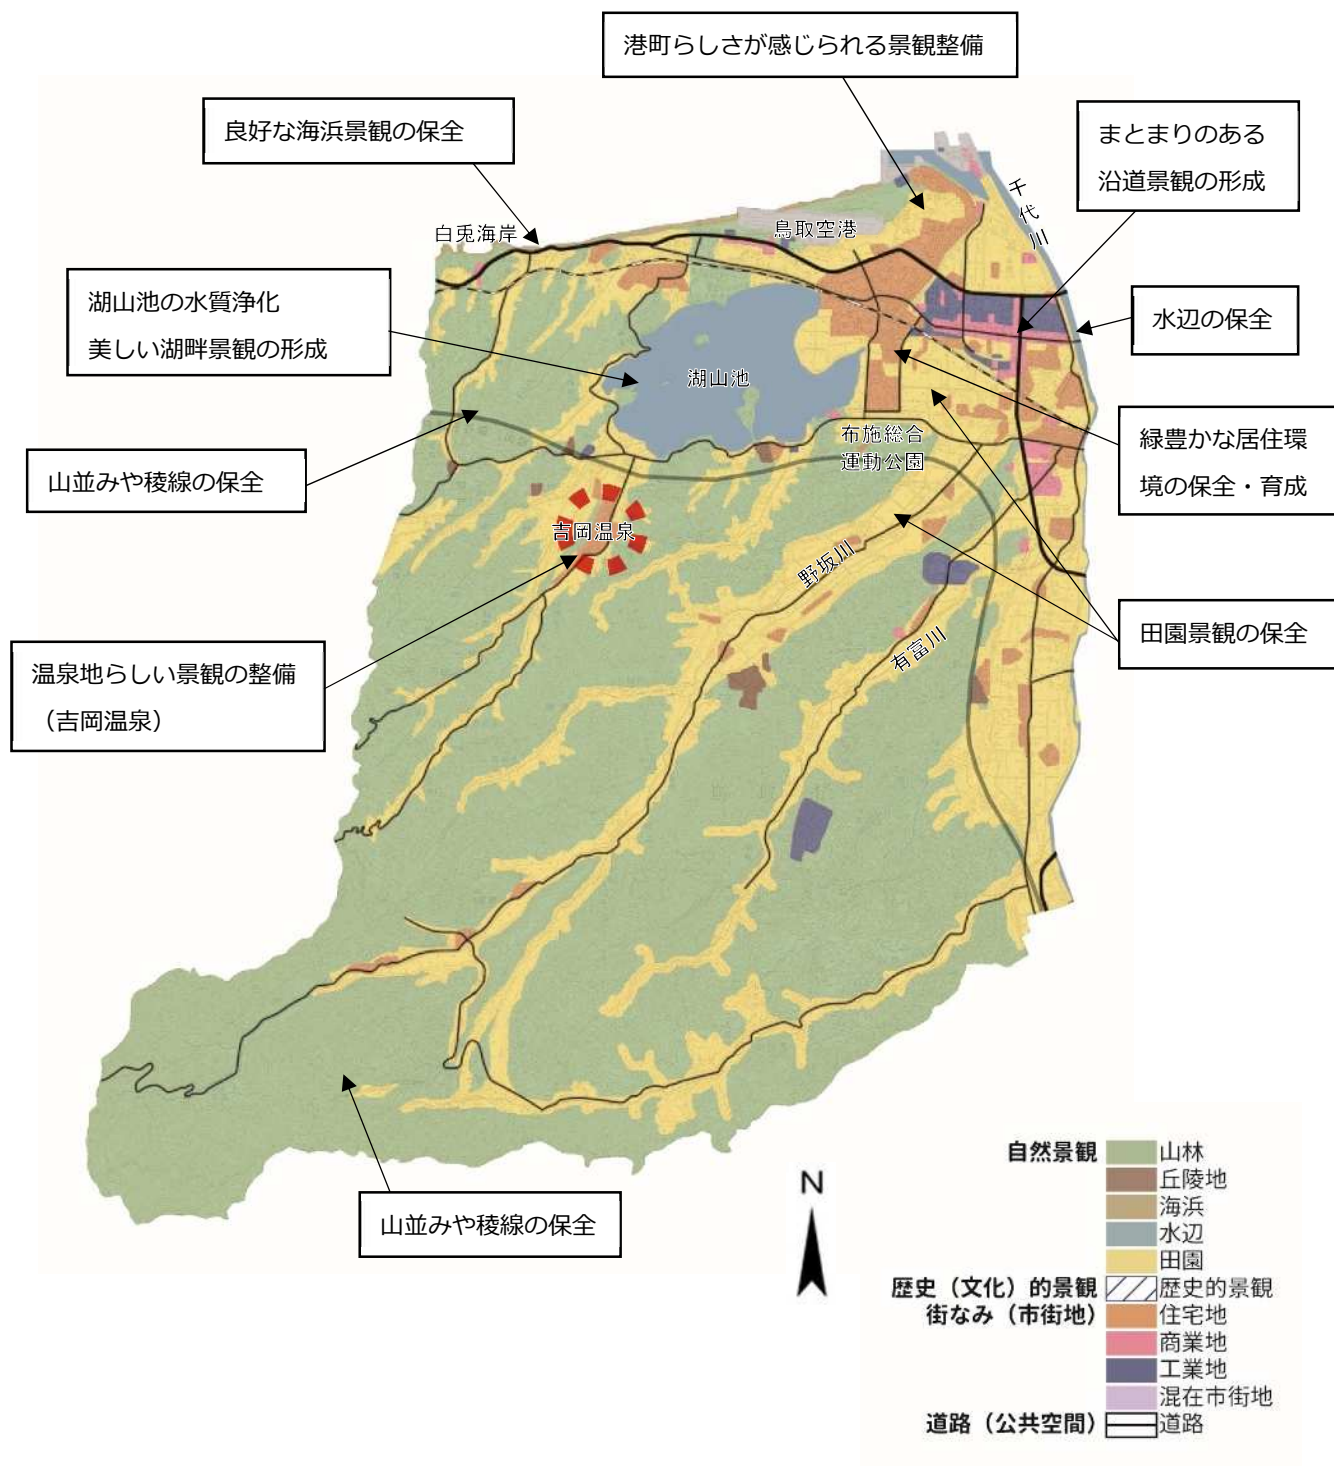 港町らしさが感じられる景観整備
良好な海浜景観の保全
まとまりのある
沿道景観の形成
千代川
白兎海岸
鳥取空港
湖山池の水質浄化
美しい湖畔景観の形成
水辺の保全
湖山池
布施総合
運動公園
緑豊かな居住環
境の保全・育成
山並みや稜線の保全
吉岡温泉
野坂川
有富川
田園景観の保全
温泉地らしい景観の整備
（吉岡温泉）
山並みや稜線の保全
N
自然景観 山林
丘陵地
海浜
水辺
田園
歴史（文化）的景観 歴史的景観
街なみ（市街地） 住宅地
商業地
工業地
混在市街地
道路（公共空間） 道路